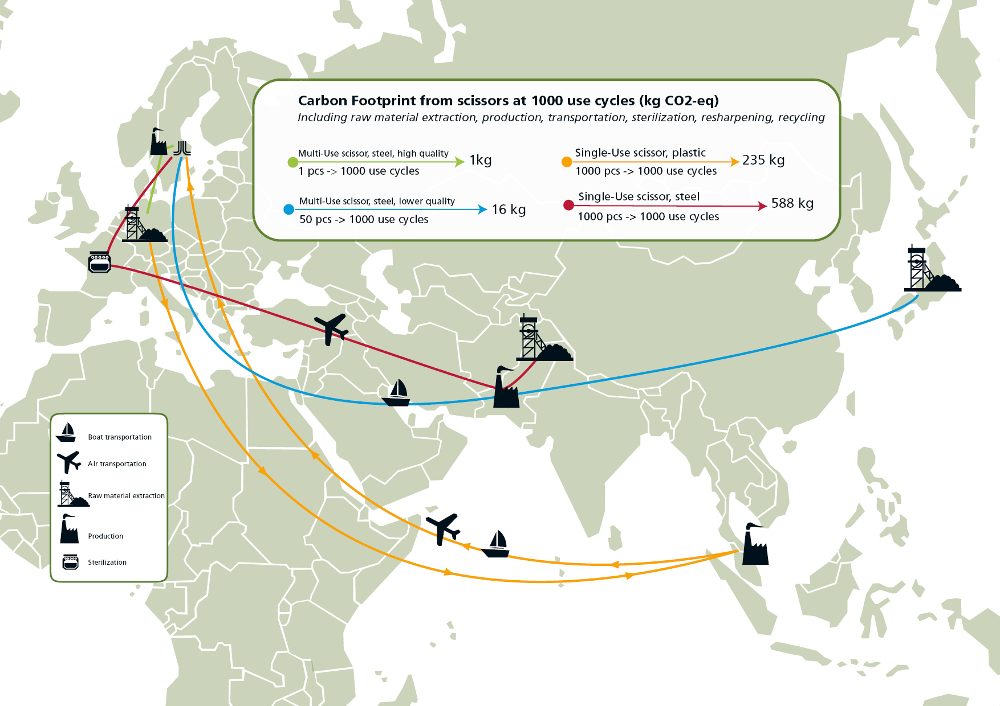 Carbon Footprint from scissors at 1000 use cycles (kg CO2-eq)
Including raw material extraction, production, transportation, sterilization, resharpening, recycling
Multi-Use scissor, steel, high quality
1kg
1 pcs -> 1000 use cycles
Single-Use scissor, plastic
235 kg
1000 pcs -> 1000 use cycles
Multi-Use scissor, steel, lower quality
16 kg
50 pcs -> 1000 use cycles
Single-Use scissor, steel
588 kg
1000 pcs -> 1000 use cycles
Boat transportation
Air transportation
Raw material extraction
Production
Sterilization